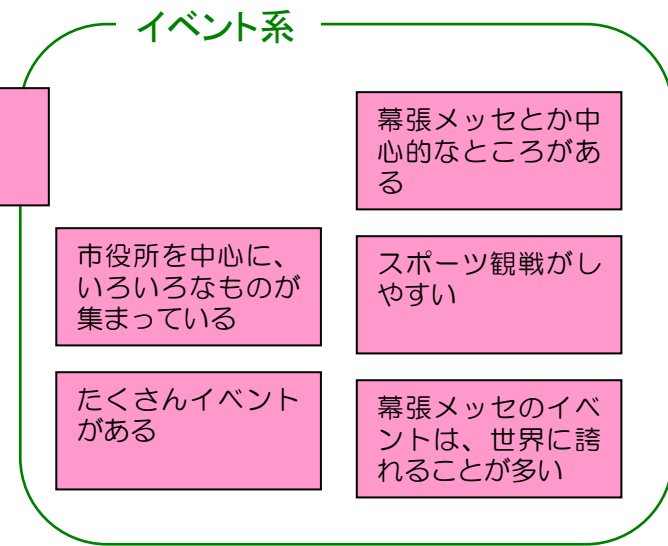 イベント系
幕張メッセとか中
心的なところがあ
る
市役所を中心に、
いろいろなものが
集まっている
スポーツ観戦がし
やすい
たくさんイベント
がある
幕張メッセのイベ
ントは、世界に誇
れることが多い